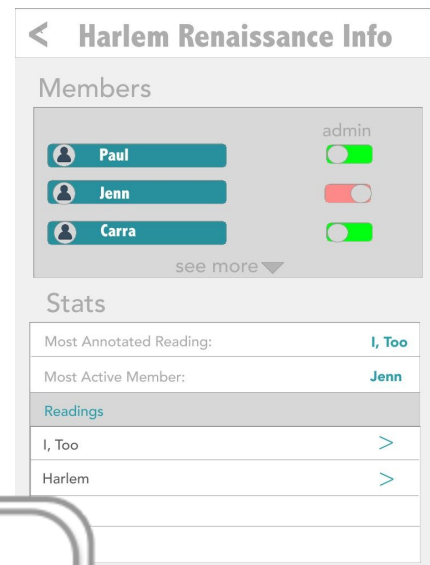 < Harlem Renaissance Info
Members
admin
Paul
Jenn
Carra
see more
Stats
Most Annotated Reading: I, Too
Most Active Member: Jenn
Readings
I, Too >
Harlem >